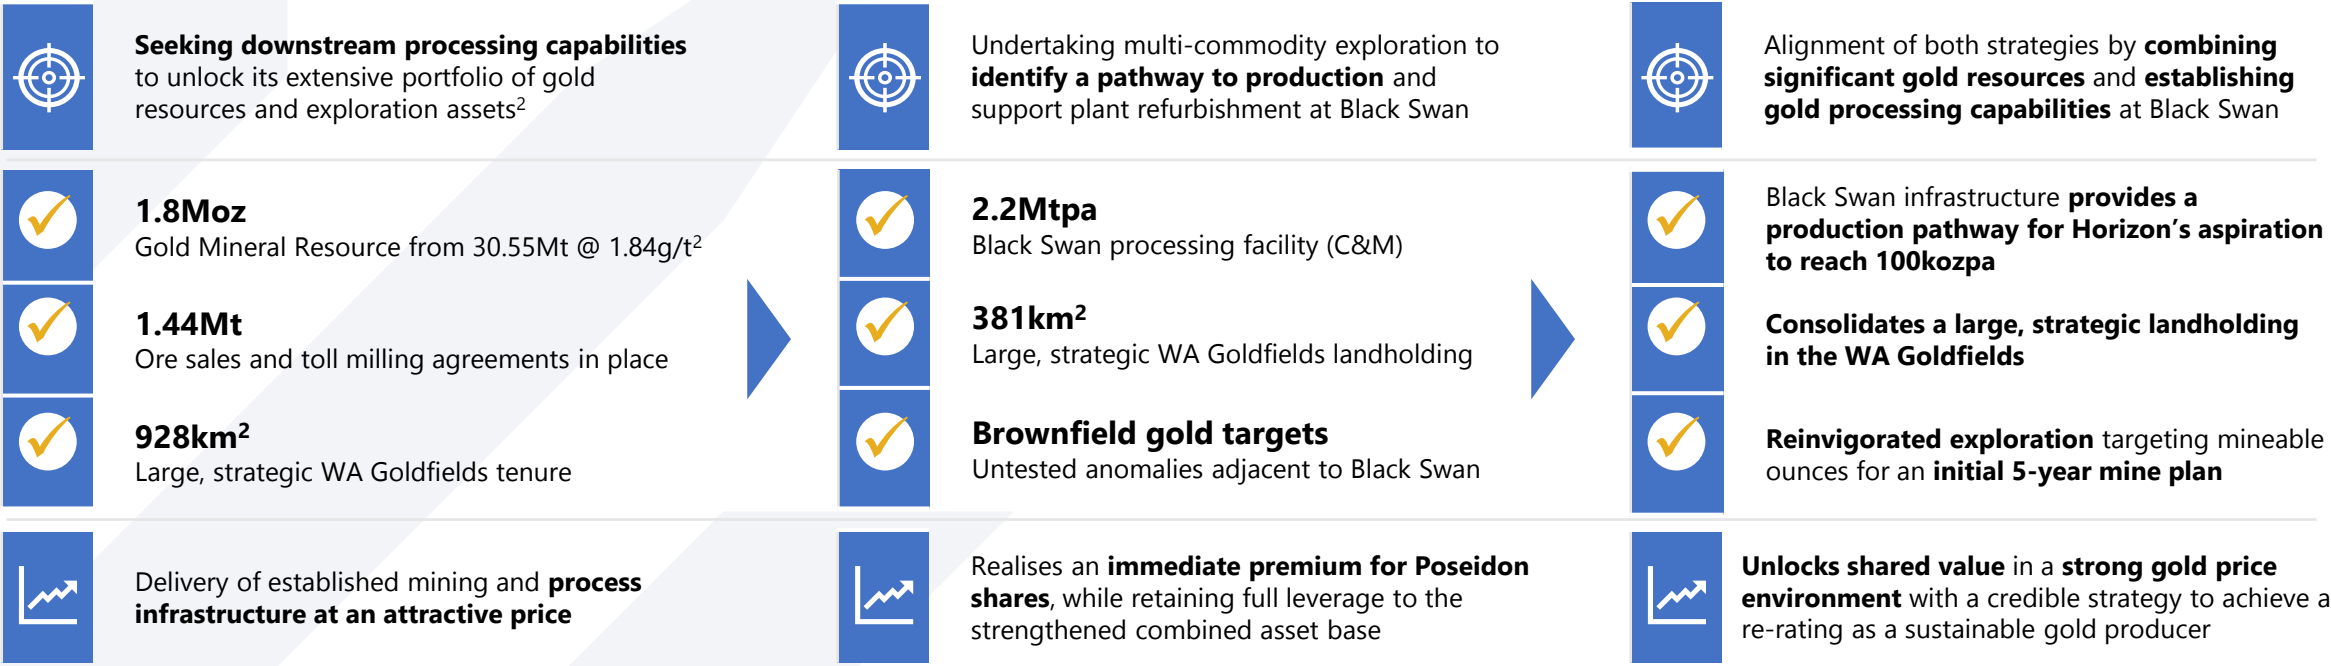 Seeking downstream processing capabilities
to unlock its extensive portfolio of gold
resources and exploration assets²
Undertaking multi-commodity exploration to
identify a pathway to production and
support plant refurbishment at Black Swan
Alignment of both strategies by combining
significant gold resources and establishing
gold processing capabilities at Black Swan
1.8Moz
Gold Mineral Resource from 30.55Mt @ 1.84g/t²
1.44Mt
Ore sales and toll milling agreements in place
928km²
Large, strategic WA Goldfields tenure
2.2Mtpa
Black Swan processing facility (C&M)
381km²
Large, strategic WA Goldfields landholding
Brownfield gold targets
Untested anomalies adjacent to Black Swan
Black Swan infrastructure provides a
production pathway for Horizon’s aspiration
to reach 100kozpa
Consolidates a large, strategic landholding
in the WA Goldfields
Reinvigorated exploration targeting mineable
ounces for an initial 5-year mine plan
Delivery of established mining and process
infrastructure at an attractive price
Realises an immediate premium for Poseidon
shares, while retaining full leverage to the
strengthened combined asset base
Unlocks shared value in a strong gold price
environment with a credible strategy to achieve a
re-rating as a sustainable gold producer